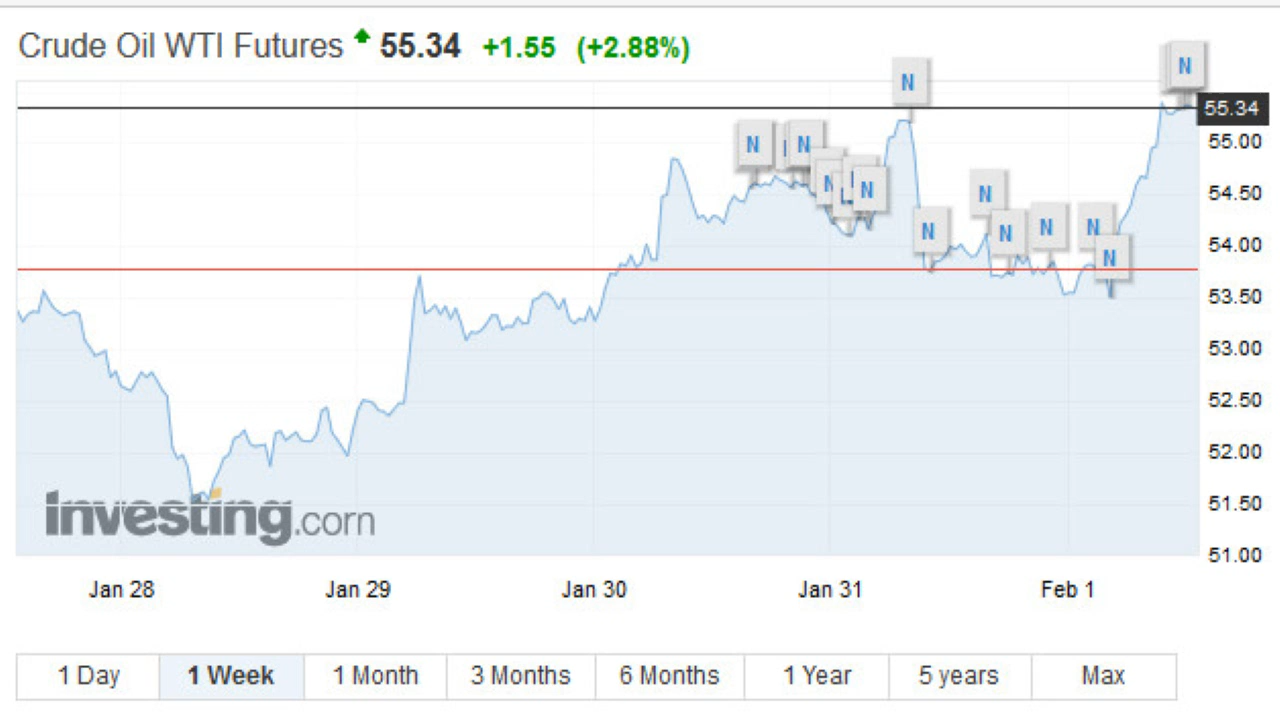 Crude Oil WTI Futures 55.34 +1.55 (+2.88%)
N
N
55.34
N
N
55.00
N
N
54.50
N
N
N
N
N
54.00
N
53.50
53.00
52.50
52.00
51.50
investing.com
51.00
Jan 28 Jan 29 Jan 30 Jan 31 Feb 1
1 Day 1 Week 1 Month 3 Months 6 Months 1 Year 5 years Max